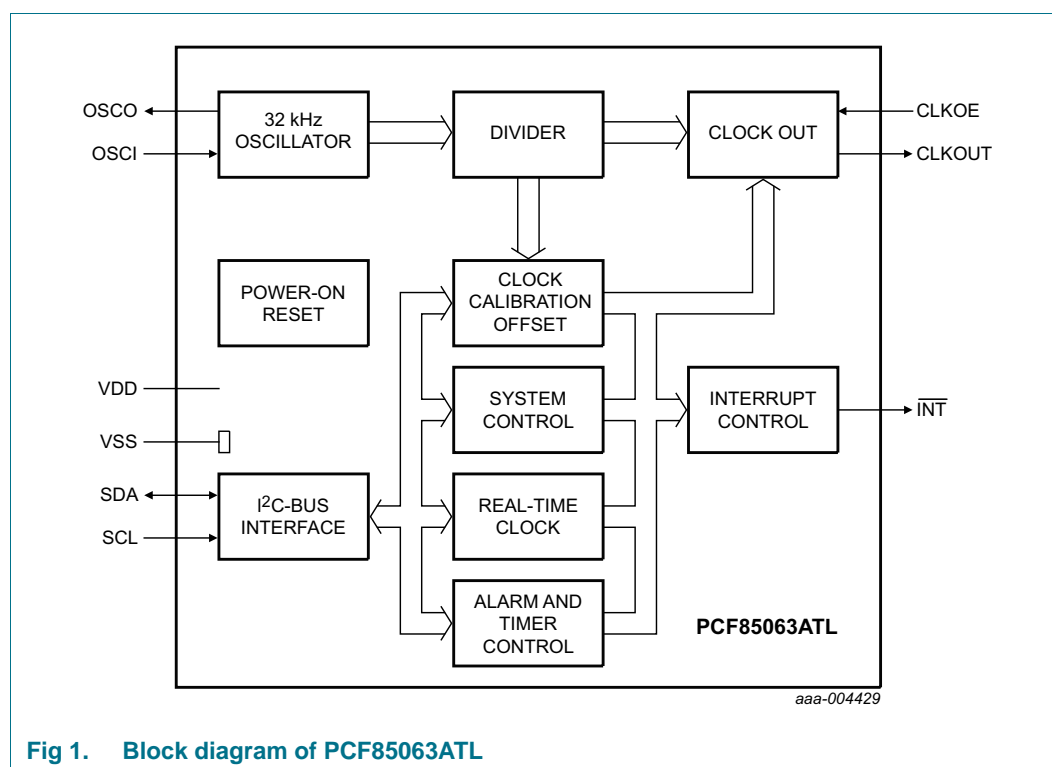 OSCO
OSCI
32 kHz
OSCILLATOR
DIVIDER
CLOCK OUT
CLKOE
CLKOUT
POWER-ON
RESET
CLOCK
CALIBRATION
OFFSET
VDD
VSS
SYSTEM
CONTROL
INTERRUPT
CONTROL
INT
SDA
SCL
I2C-BUS
INTERFACE
REAL-TIME
CLOCK
ALARM AND
TIMER
CONTROL
PCF85063ATL
aaa-004429
Fig 1. Block diagram of PCF85063ATL